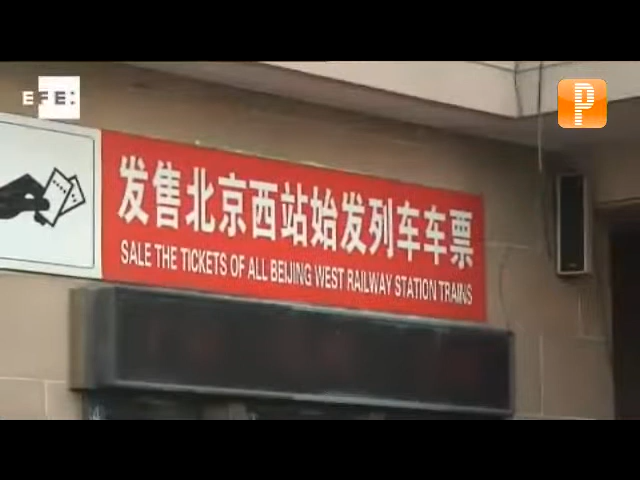 EFE:
P
发售北京西站始发列车车票
SALE THE TICKETS OF ALL BEIJING WEST RAILWAY STATION TRAINS